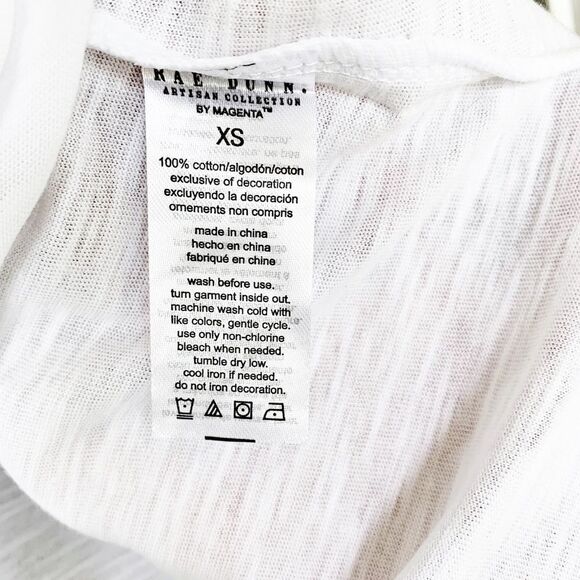 RAE DUNN.
ARTISAN COLLECTION
BY MAGENTA™
XS
100% cotton/algodón/coton
exclusive of decoration
excluyendo la decoración
ornements non compris
made in china
hecho en china
fabriqué en china
wash before use.
turn garment inside out.
machine wash cold with
like colors, gentle cycle.
use only non-chlorine
bleach when needed.
tumble dry low.
cool iron if needed.
do not iron decoration.